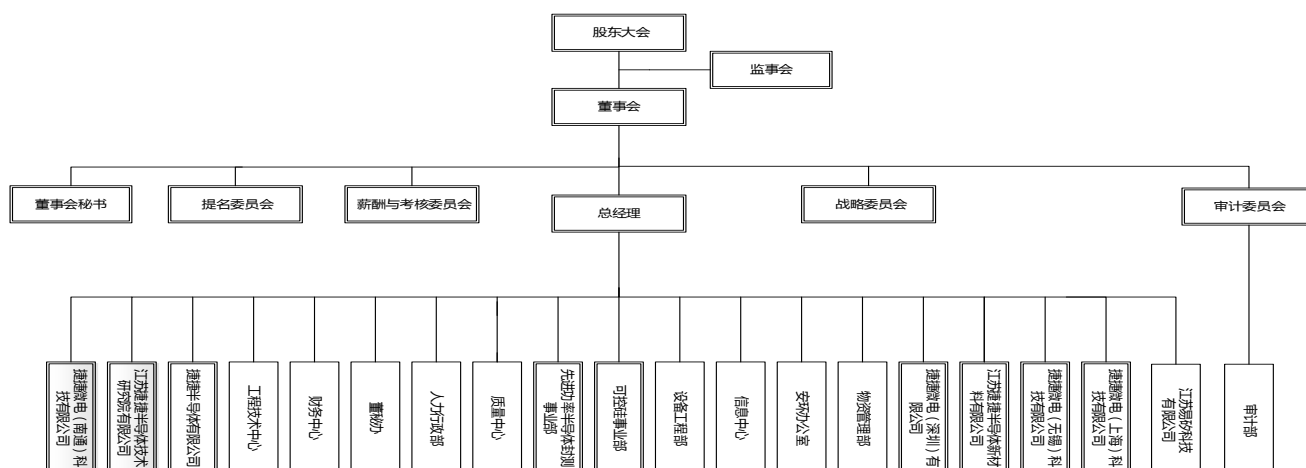 股东大会
监事会
董事会
董事会秘书
提名委员会
薪酬与考核委员会
总经理
战略委员会
审计委员会
捷捷微电（南通）科
技有限公司
江苏捷捷半导体技术
研究院有限公司
捷捷半导体有限公司
工程技术中心
财务中心
董秘办
人力行政部
质量中心
先进功率半导体封测
事业部
可控硅事业部
设备工程部
信息中心
安环办公室
物资管理部
捷捷微电（深圳）有
限公司
江苏捷捷半导体新材
料有限公司
捷捷微电（无锡）科
技有限公司
捷捷微电（上海）科
技有限公司
江苏易矽科技
有限公司
审计部